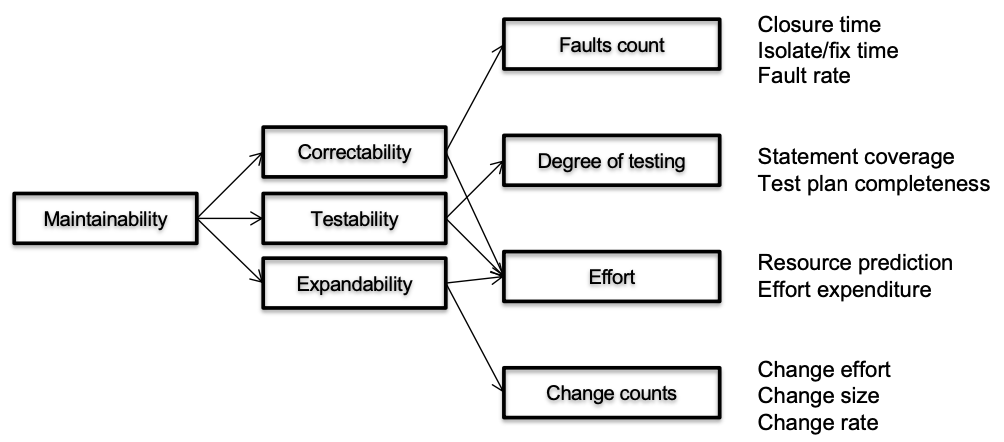 Maintainability
Correctability
Testability
Expandability
Faults count
Closure time
Isolate/fix time
Fault rate
Degree of testing
Statement coverage
Test plan completeness
Effort
Resource prediction
Effort expenditure
Change counts
Change effort
Change size
Change rate